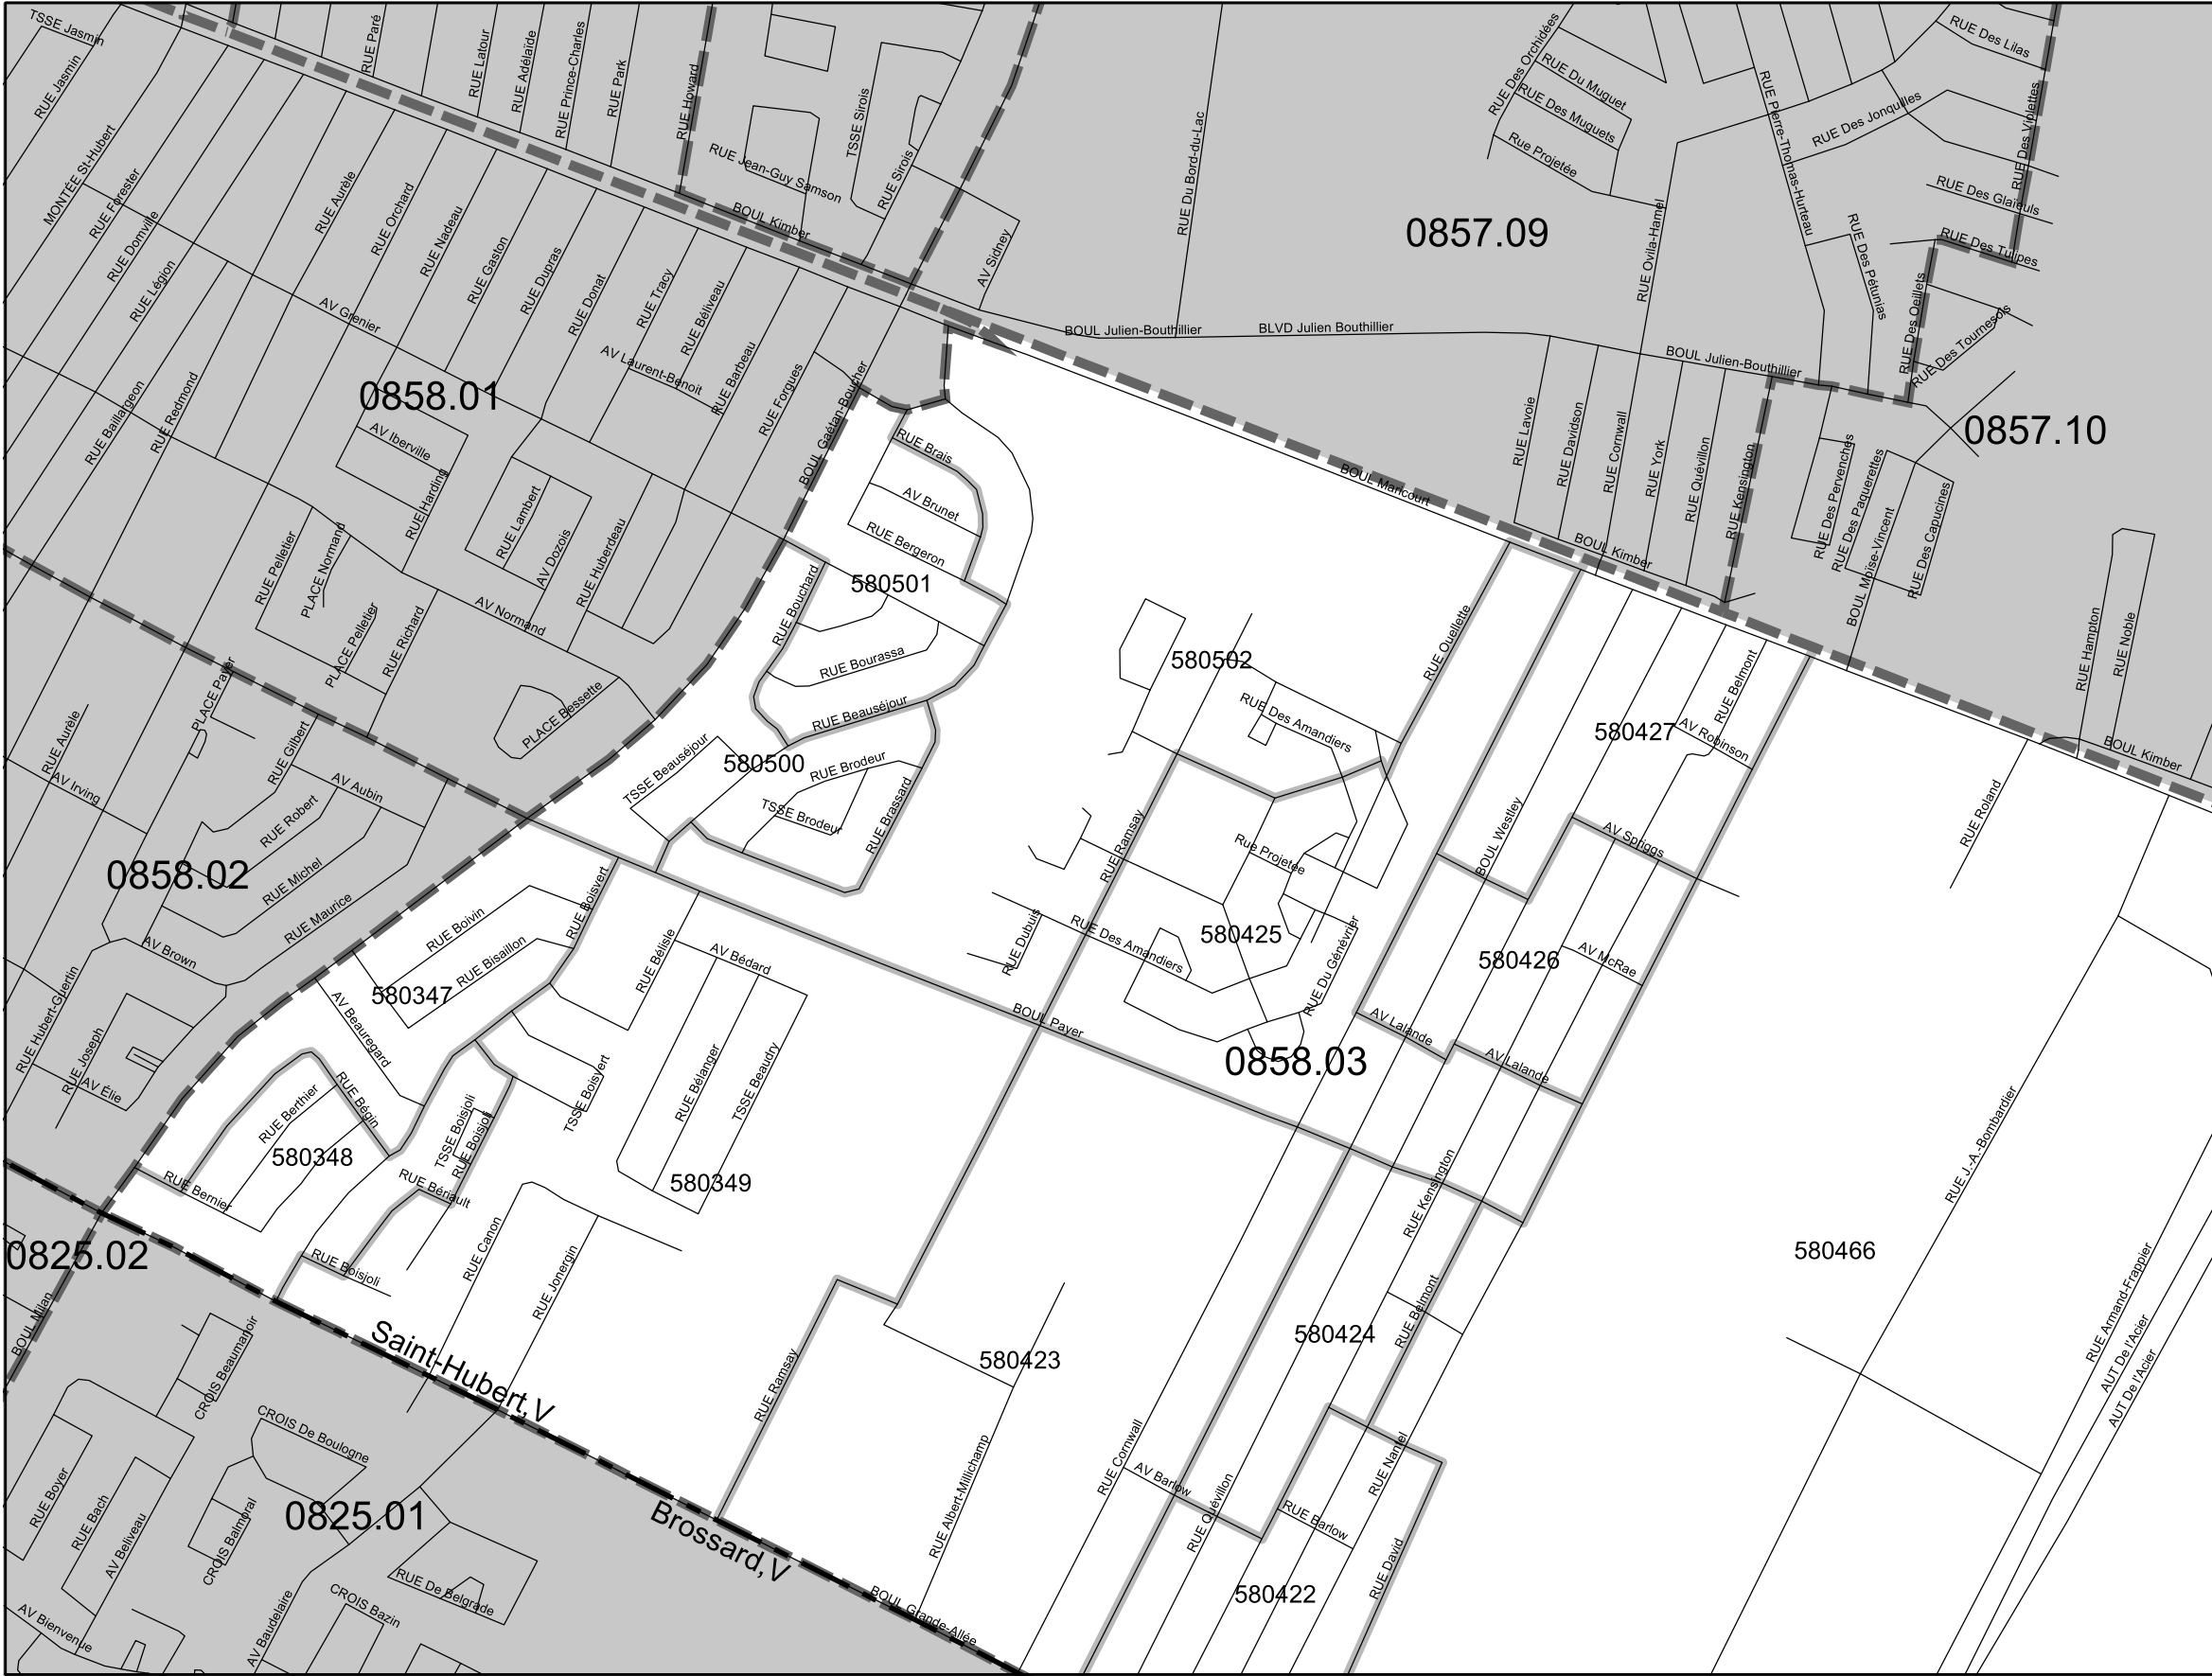 TSSE Jasmin
RUE Jasmin
RUE Paré
RUE Latour
RUE Adélaïde
RUE Prince-Charles
RUE Park
RUE Howard
TSSE Sirois
RUE Jean-Guy Samson
RUE Sirois
BOUL Kimber
AV Sidney
RUE Du Bord-du-Lac
RUE Des Orchidées
RUE Du Muguet
RUE Des Muguets
Rue Projetée
RUE Pierre-Thomas-Hurteau
RUE Des Lilas
RUE Des Jonquilles
RUE Des Violettes
RUE Des Glaïeuls
RUE Des Tulipes
RUE Des Pétunias
RUE Des Oeillets
RUE Des Tournesols
RUE Ovila-Hamel
0857.09
BOUL Julien-Bouthillier
BLVD Julien Bouthillier
BOUL Julien-Bouthillier
0857.10
MONTÉE St-Hubert
RUE Forester
RUE Domville
RUE Légion
RUE Aurèle
RUE Orchard
RUE Nadeau
RUE Gaston
RUE Dupras
RUE Donat
RUE Tracy
RUE Béliveau
AV Grenier
AV Laurent-Benoit
RUE Barbeau
RUE Forgues
BOUL Gaétan-Boucher
0858.01
RUE Baillargeon
RUE Redmond
AV Iberville
RUE Harding
RUE Lambert
AV Dozois
RUE Huberdeau
RUE Pelletier
PLACE Normand
PLACE Pelletier
RUE Richard
AV Normand
PLACE Bessette
RUE Brais
AV Brunet
RUE Bergeron
580501
RUE Bouchard
RUE Bourassa
RUE Beauséjour
TSSE Beauséjour
580500
RUE Brodeur
TSSE Brodeur
RUE Brassard
BOUL Maricourt
RUE Lavoie
RUE Davidson
RUE Cornwall
RUE York
RUE Quévillon
RUE Kensington
BOUL Kimber
RUE Des Pervenches
RUE Des Paquerettes
BOUL Moïse-Vincent
RUE Des Capucines
RUE Hampton
RUE Noble
BOUL Kimber
580502
RUE Ouellette
RUE Des Amandiers
580427
RUE Belmont
AV Robinson
BOUL Westley
AV Spriggs
RUE Roland
RUE Ramsay
Rue Projetée
580425
RUE Des Amandiers
RUE Dubuis
RUE Du Génévrier
580426
AV McRae
AV Lalande
AV Lalande
BOUL Payer
0858.03
PLACE Payer
RUE Aurèle
AV Irving
RUE Gilbert
AV Aubin
RUE Robert
RUE Michel
RUE Maurice
0858.02
AV Brown
RUE Hubert-Guertin
RUE Joseph
AV Élie
RUE Boivin
RUE Bisaillon
RUE Boisvert
580347
AV Beauregard
RUE Bélisle
AV Bédard
RUE Bégin
RUE Berthier
580348
RUE Bernier
TSSE Boisjoli
RUE Boisjoli
RUE Bériault
TSSE Boisvert
RUE Bélanger
TSSE Beaudry
580349
RUE Boisjoli
RUE Canon
RUE Jonergin
0825.02
BOUL Milan
Saint-Hubert,V
Brossard,V
CROIS Beaumanoir
CROIS De Boulogne
0825.01
RUE Boyer
RUE Bach
AV Beliveau
CROIS Balmoral
RUE De Belgrade
CROIS Bazin
AV Baudelaire
AV Bienvenue
RUE Ramsay
580423
RUE Albert-Millichamp
BOUL Grande-Allée
RUE Cornwall
AV Barlow
RUE Quévillon
580424
RUE Kensington
RUE Belmont
RUE Naniel
RUE Barlow
RUE David
580422
580466
RUE J.-A.-Bombardier
RUE Armand-Frappier
AUT De l'Acier
AUT De l'Acier